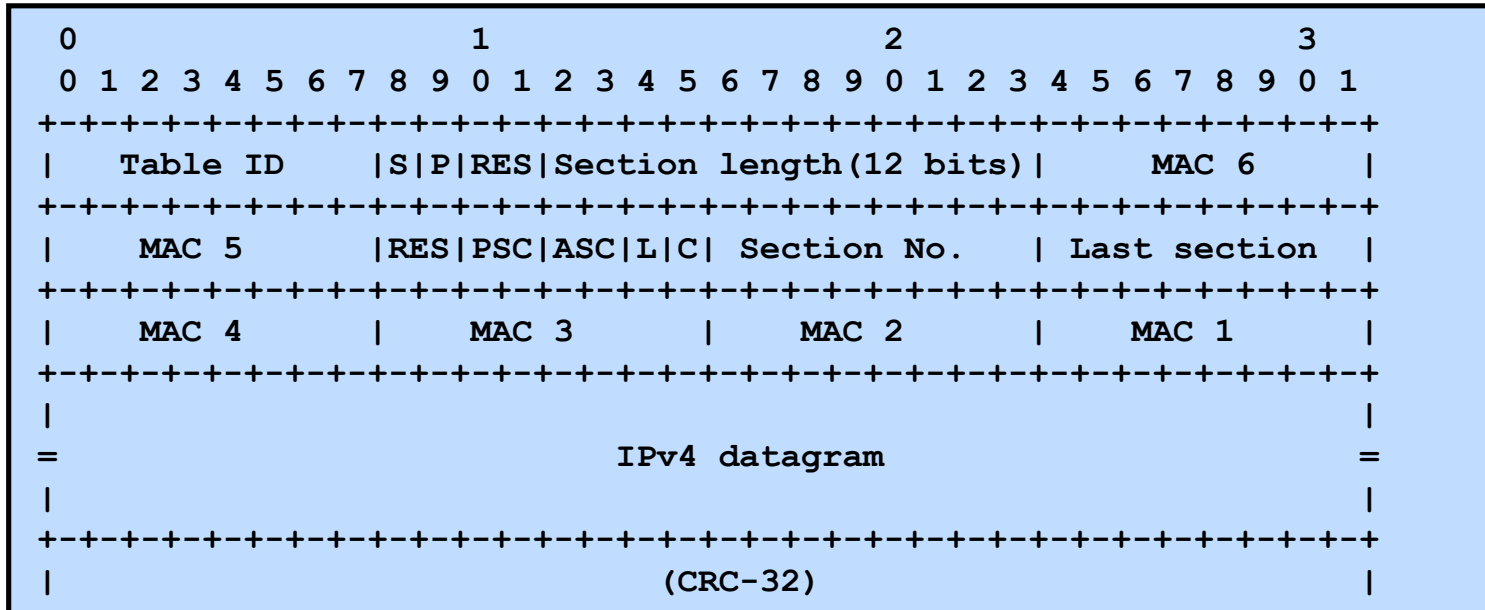 0                   1                   2                   3
 0 1 2 3 4 5 6 7 8 9 0 1 2 3 4 5 6 7 8 9 0 1 2 3 4 5 6 7 8 9 0 1
+-+-+-+-+-+-+-+-+-+-+-+-+-+-+-+-+-+-+-+-+-+-+-+-+-+-+-+-+-+-+-+-+
|   Table ID    |S|P|RES|Section length(12 bits)|     MAC 6     |
+-+-+-+-+-+-+-+-+-+-+-+-+-+-+-+-+-+-+-+-+-+-+-+-+-+-+-+-+-+-+-+-+
|    MAC 5      |RES|PSC|ASC|L|C| Section No.   | Last section  |
+-+-+-+-+-+-+-+-+-+-+-+-+-+-+-+-+-+-+-+-+-+-+-+-+-+-+-+-+-+-+-+-+
|    MAC 4      |    MAC 3      |    MAC 2      |    MAC 1      |
+-+-+-+-+-+-+-+-+-+-+-+-+-+-+-+-+-+-+-+-+-+-+-+-+-+-+-+-+-+-+-+-+
|                                                               |
=                           IPv4 datagram                       =
|                                                               |
+-+-+-+-+-+-+-+-+-+-+-+-+-+-+-+-+-+-+-+-+-+-+-+-+-+-+-+-+-+-+-+-+
|                             (CRC-32)                          |